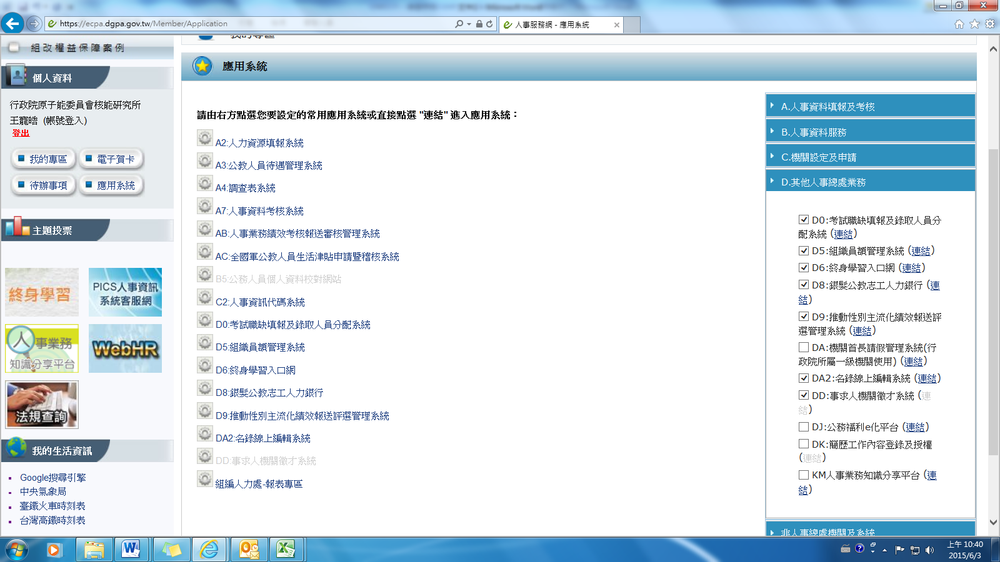 https://ecpa.dgpa.gov.tw/Member/Application
人事服務網 - 應用系統
組改權益保障案例
個人資料
行政院原子能委員會核能研究所
王寵皓 (帳號登入)
登出
我的專區
電子賀卡
待辦事項
應用系統
主題投票
終身學習
PICS人事資訊
系統客服網
人事業務
知識分享平台
WebHR
法規查詢
我的生活資訊
Google搜尋引擎
中央氣象局
臺鐵火車時刻表
台灣高鐵時刻表
我的專區
應用系統
請由右方點選您要設定的常用應用系統或直接點選 "連結" 進入應用系統：
A2:人力資源填報系統
A3:公教人員待遇管理系統
A4:調查表系統
A7:人事資料考核系統
AB:人事業務績效考核報送審核管理系統
AC:全國軍公教人員生活津貼申請暨稽核系統
B5:公務人員個人資料校對網站
C2:人事資訊代碼系統
D0:考試職缺填報及錄取人員分配系統
D5:組織員額管理系統
D6:終身學習入口網
D8:銀髮公教志工人力銀行
D9:推動性別主流化績效報送評選管理系統
DA2:名錄線上編輯系統
DD:事求人機關徵才系統
組編人力處-報表專區
A.人事資料填報及考核
B.人事資料服務
C.機關設定及申請
D.其他人事總處業務
D0:考試職缺填報及錄取人員分
配系統 (連結)
D5:組織員額管理系統 (連結)
D6:終身學習入口網 (連結)
D8:銀髮公教志工人力銀行 (連
結)
D9:推動性別主流化績效報送評
選管理系統 (連結)
DA:機關首長請假管理系統(行
政院所屬一級機關使用) (連結)
DA2:名錄線上編輯系統 (連結)
DD:事求人機關徵才系統 (連
結)
DJ:公務福利e化平台 (連結)
DK:簡歷工作內容登錄及授權
(連結)
KM人事業務知識分享平台 (連
結)
非人事總處機關及系統
上午 10:40
2015/6/3